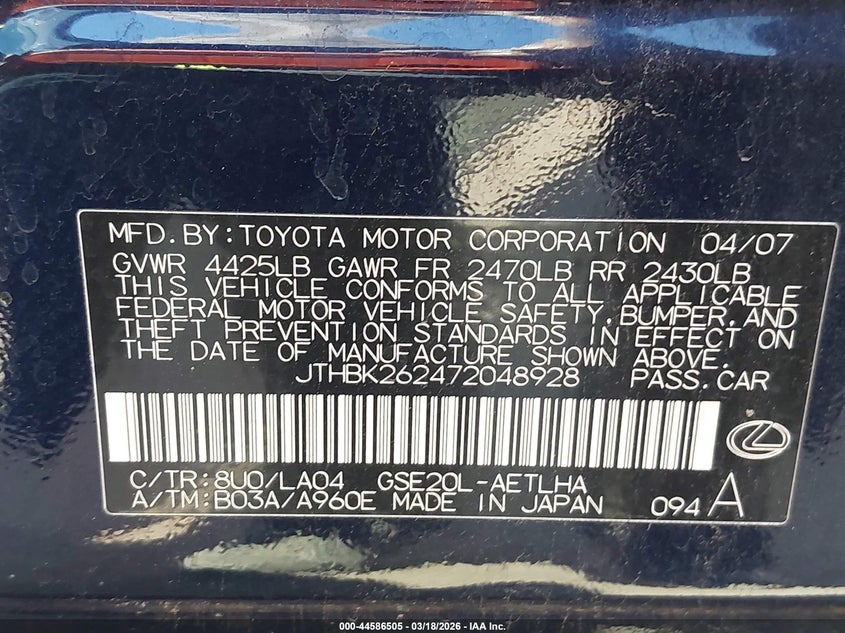 MFD.BY:TOYOTA MOTOR CORPORATION 04/07
GVWR 4425LB GAWR FR 2470LB RR 2430LB
THIS VEHICLE CONFORMS TO ALL APPLICABLE
FEDERAL MOTOR VEHICLE SAFETY,BUMPER,AND
THEFT PREVENTION STANDARDS IN EFFECT ON
THE DATE OF MANUFACTURE SHOWN ABOVE.
JTHBK262472048928 PASS.CAR
C/TR:8U0/LA04 GSE20L-AETLHA
A/TM:B03A/A960E MADE IN JAPAN 094 A
000-44586505 — 03/18/2026 — IAA Inc.